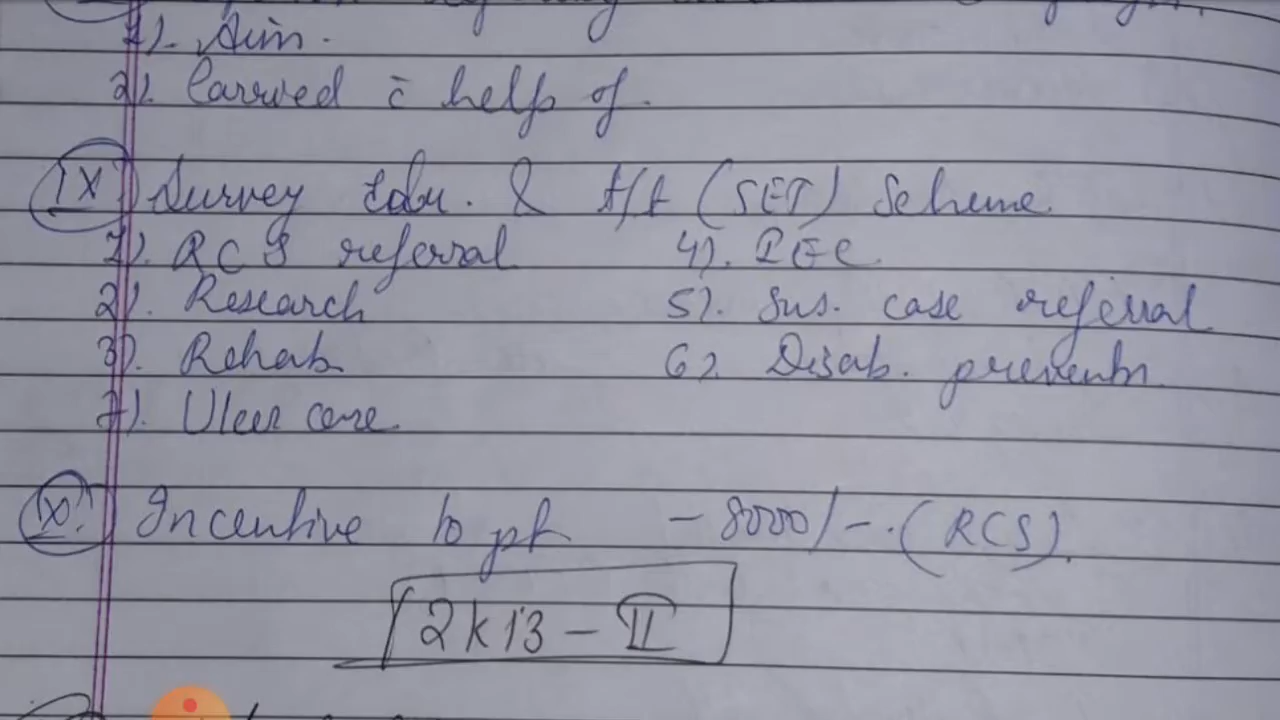 1). Aim.
2). Carried c̄ help of.
IX) Survey Edu. & t/t (SET) Scheme.
1). RCS referral 4). IEC
2). Research 5). Sus. case referral
3). Rehab 6). Disab. preventn
7). Ulcer care
X. Incentive to pt - 8000/-. (RCS).
2k13 - II